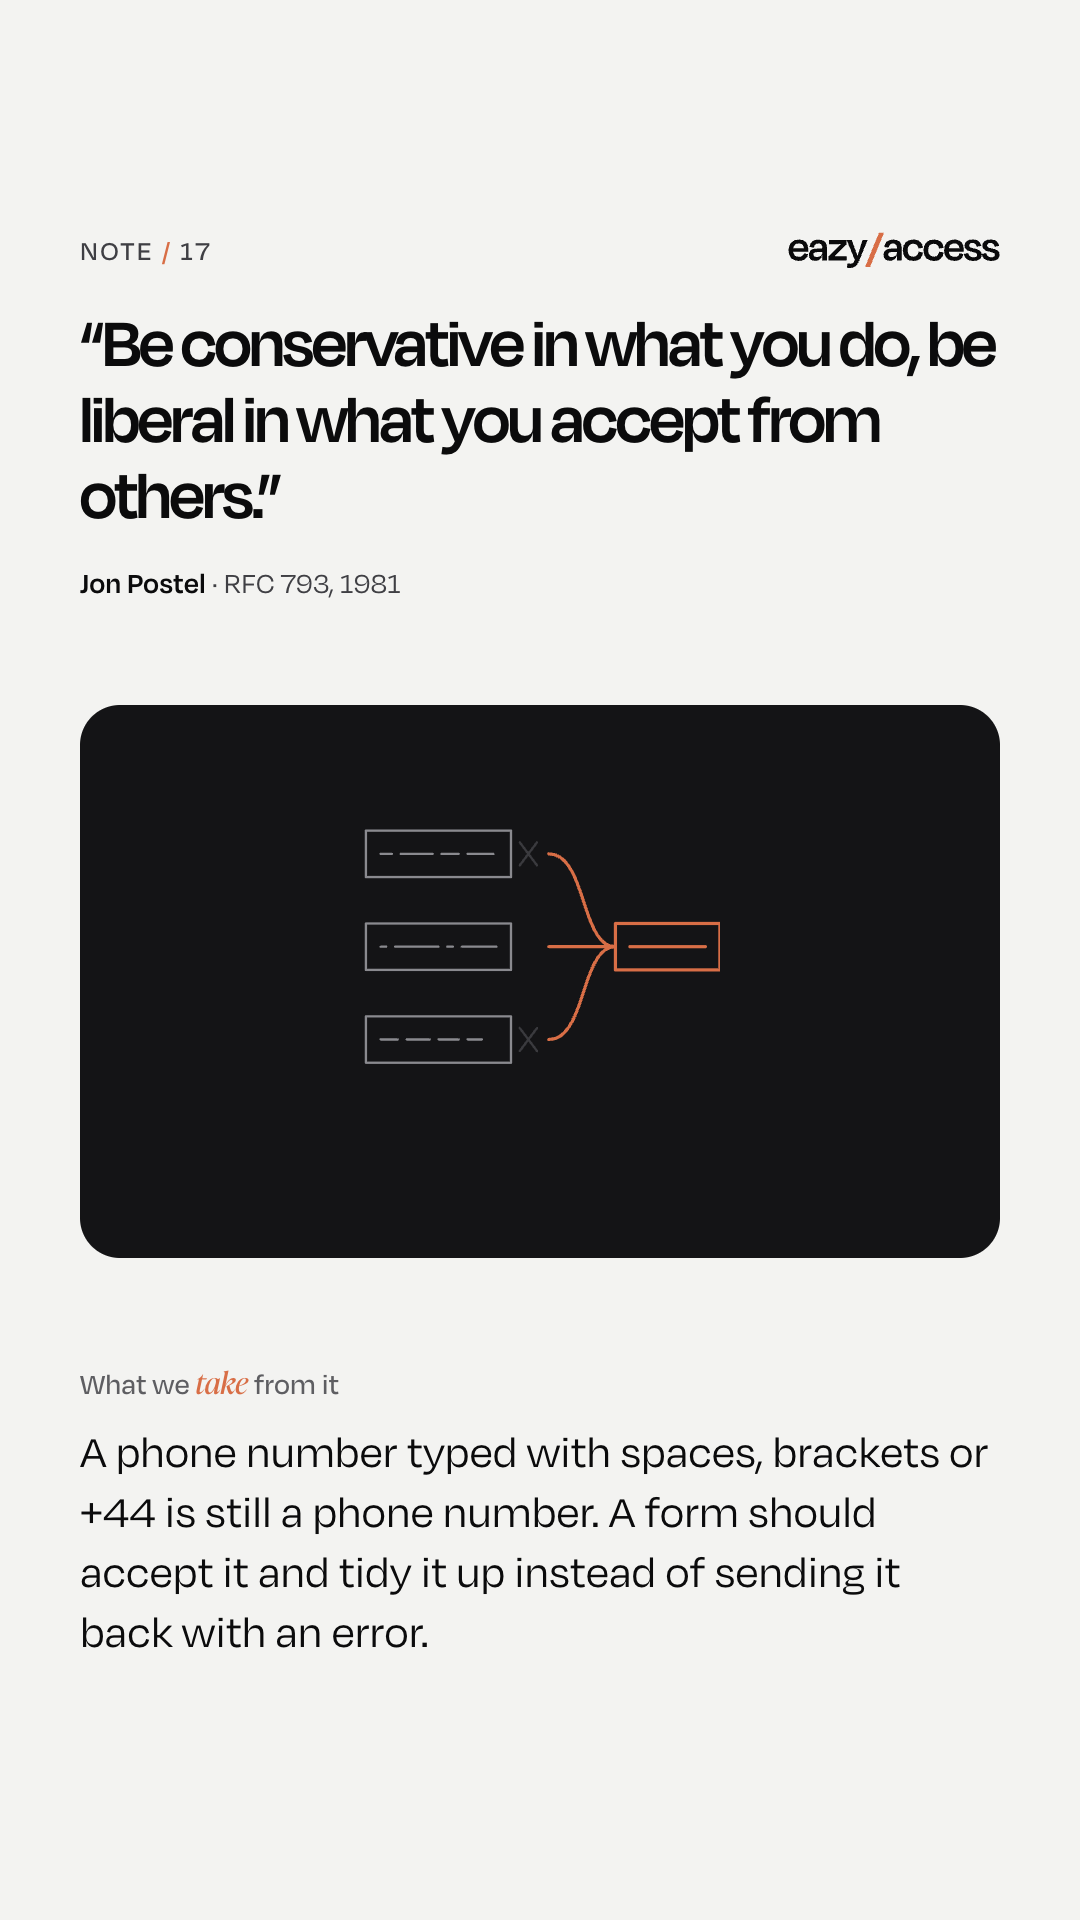 NOTE / 17
eazy/access
“Be conservative in what you do, be
liberal in what you accept from
others.”
Jon Postel · RFC 793, 1981
What we take from it
A phone number typed with spaces, brackets or
+44 is still a phone number. A form should
accept it and tidy it up instead of sending it
back with an error.